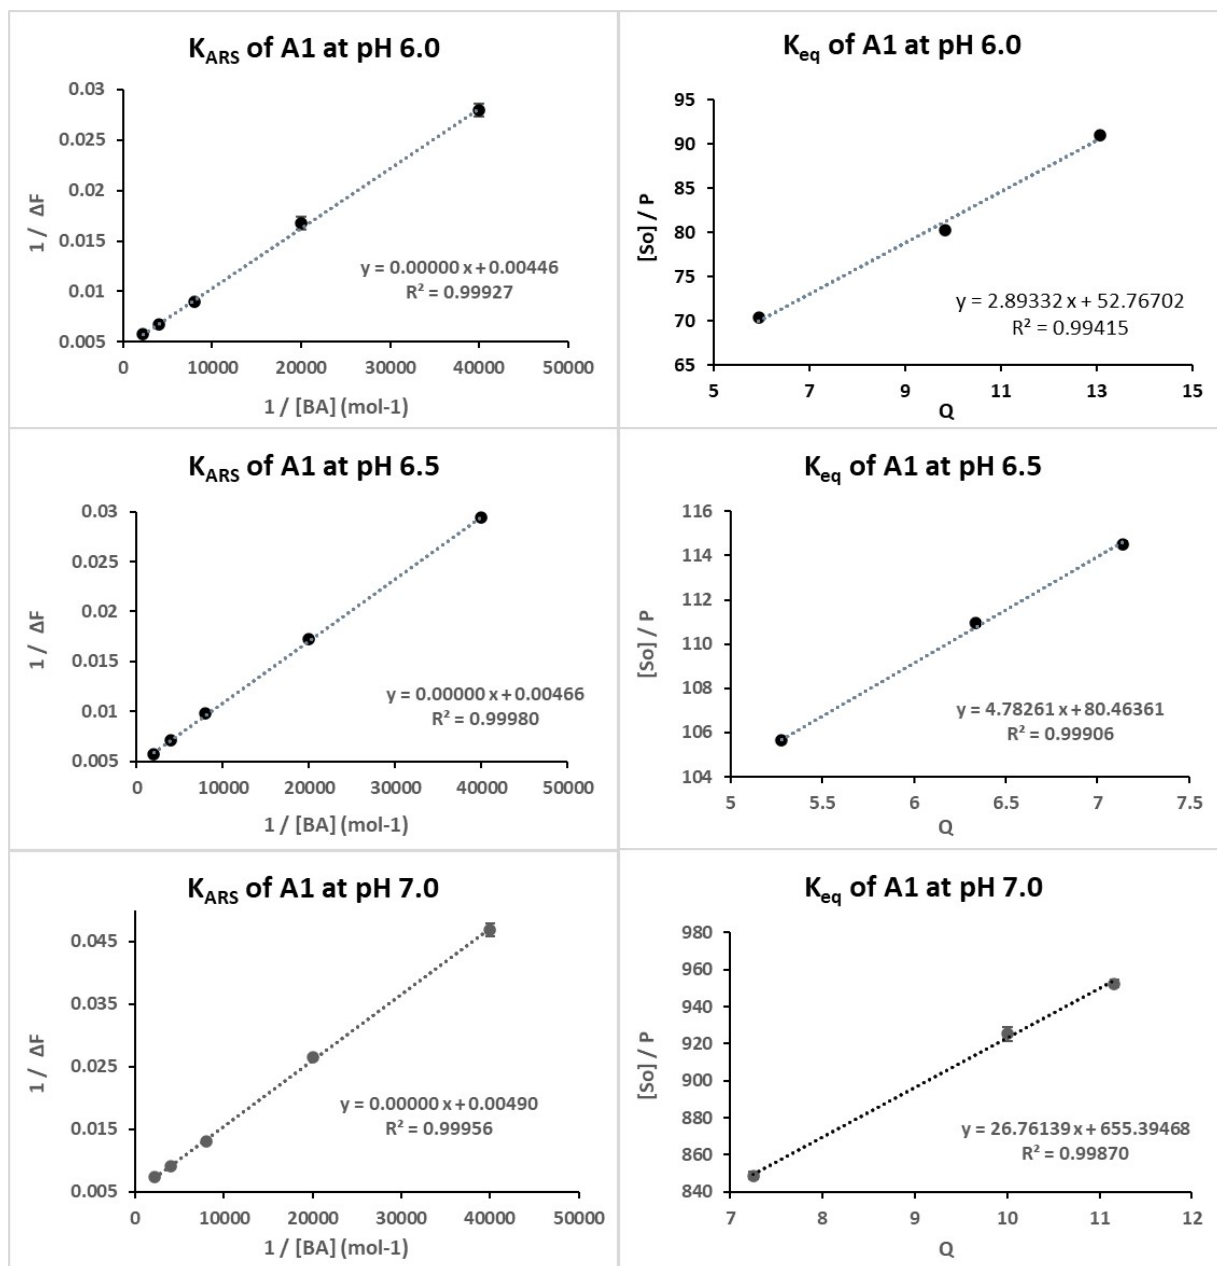 K_ARS of A1 at pH 6.0
1 / ΔF
0.03
0.025
0.02
0.015
0.01
0.005
y = 0.00000 x + 0.00446
R² = 0.99927
0 10000 20000 30000 40000 50000
1 / [BA] (mol-1)
K_eq of A1 at pH 6.0
[So] / P
95
90
85
80
75
70
65
y = 2.89332 x + 52.76702
R² = 0.99415
5 7 9 11 13 15
Q
K_ARS of A1 at pH 6.5
1 / ΔF
0.03
0.025
0.02
0.015
0.01
0.005
y = 0.00000 x + 0.00466
R² = 0.99980
0 10000 20000 30000 40000 50000
1 / [BA] (mol-1)
K_eq of A1 at pH 6.5
[So] / P
116
114
112
110
108
106
104
y = 4.78261 x + 80.46361
R² = 0.99906
5 5.5 6 6.5 7 7.5
Q
K_ARS of A1 at pH 7.0
1 / ΔF
0.045
0.035
0.025
0.015
0.005
y = 0.00000 x + 0.00490
R² = 0.99956
0 10000 20000 30000 40000 50000
1 / [BA] (mol-1)
K_eq of A1 at pH 7.0
[So] / P
980
960
940
920
900
880
860
840
y = 26.76139 x + 655.39468
R² = 0.99870
7 8 9 10 11 12
Q